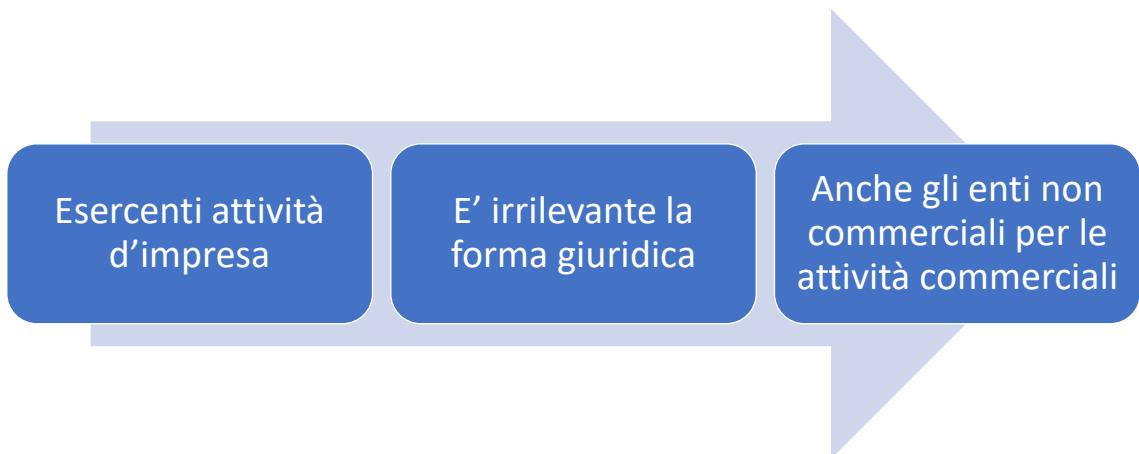 Esercenti attività
d’impresa
E’ irrilevante la
forma giuridica
Anche gli enti non
commerciali per le
attività commerciali